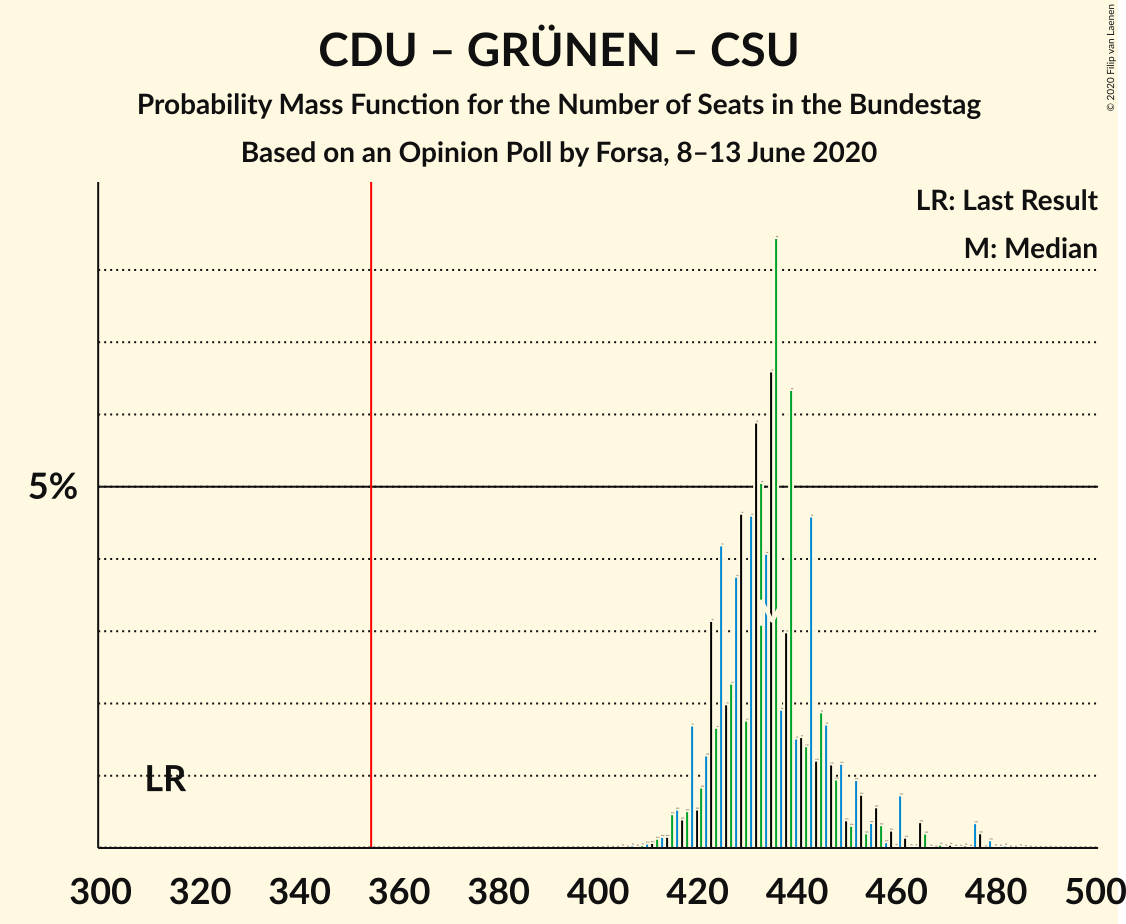 CDU – GRÜNEN – CSU
Probability Mass Function for the Number of Seats in the Bundestag
Based on an Opinion Poll by Forsa, 8–13 June 2020
© 2020 Filip van Laenen
LR: Last Result
M: Median
5%
M
LR
300 320 340 360 380 400 420 440 460 480 500